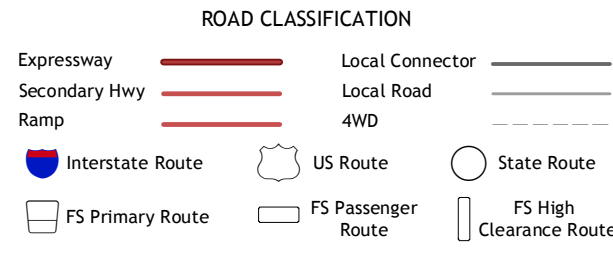 ROAD CLASSIFICATION
Expressway
Local Connector
Secondary Hwy
Local Road
Ramp
4WD
Interstate Route
US Route
State Route
FS Primary Route
FS Passenger
Route
FS High
Clearance Route